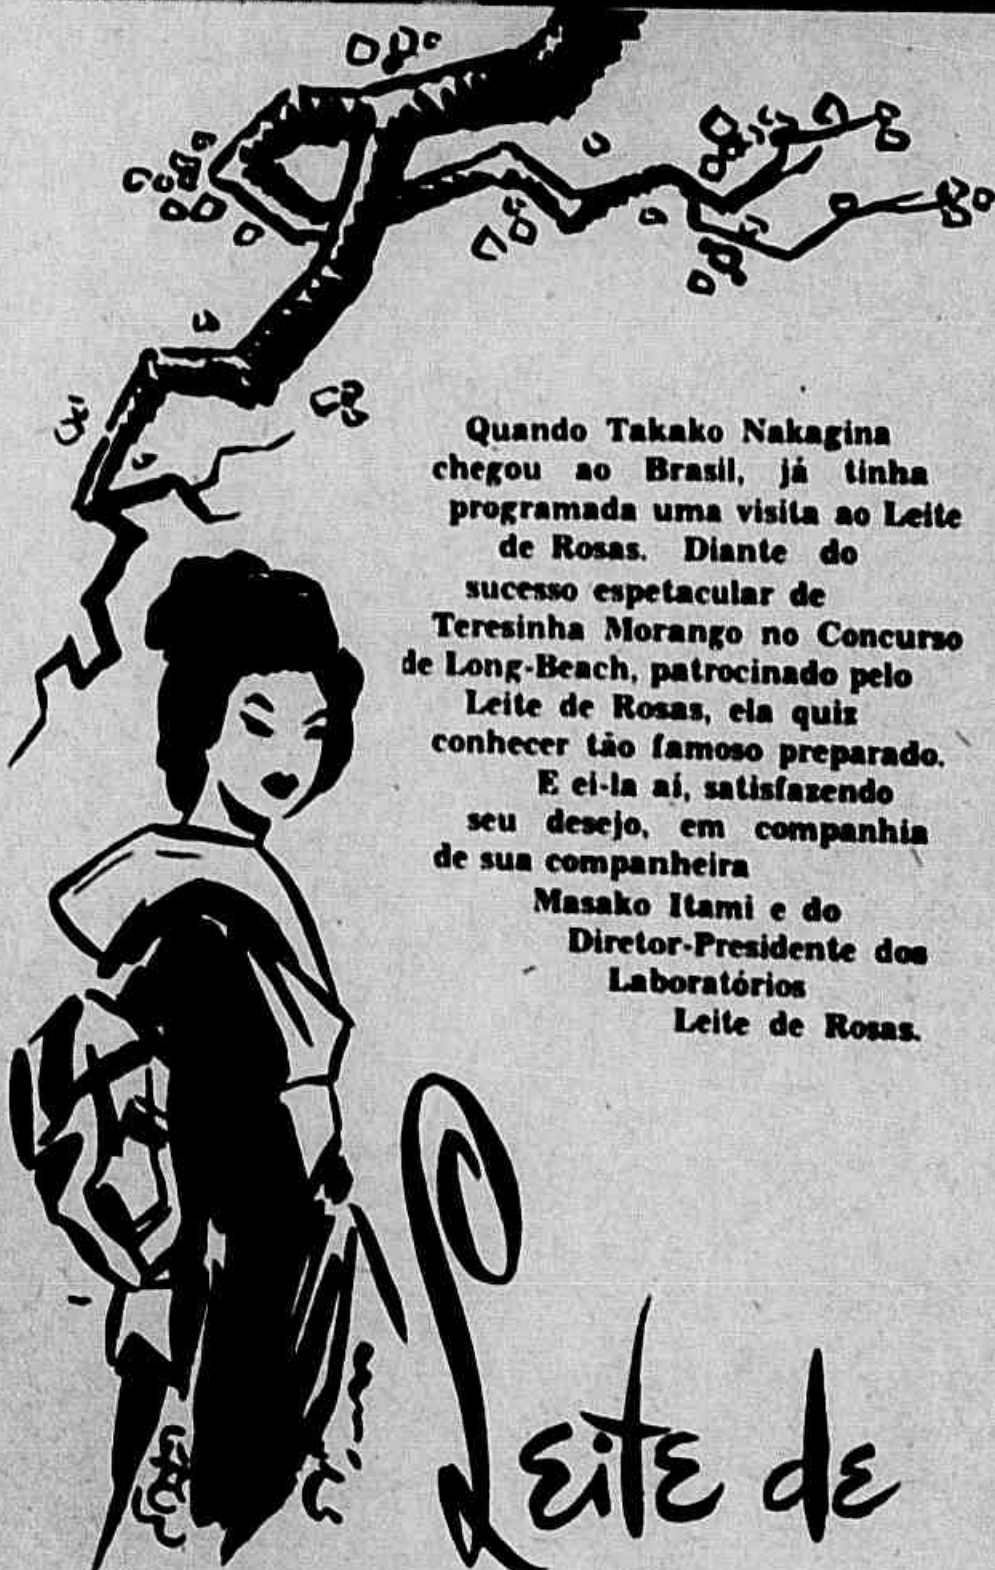 Quando Takako Nakagina
chegou ao Brasil, já tinha
programada uma visita ao Leite
de Rosas. Diante do
sucesso espetacular de
Teresinha Morango no Concurso
de Long-Beach, patrocinado pelo
Leite de Rosas, ela quiz
conhecer tão famoso preparado.
E ei-la aí, satisfazendo
seu desejo, em companhia
de sua companheira
Masako Itami e do
Diretor-Presidente dos
Laboratórios
Leite de Rosas.
Leite de